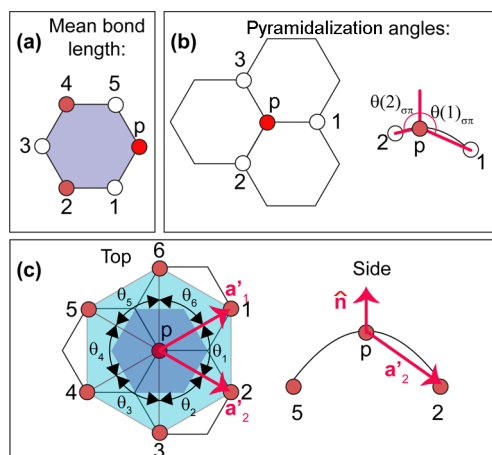 (a)
Mean bond
length:
4
5
3
p
2
1
(b)
Pyramidalization angles:
3
p
1
2
θ(2)σπ
θ(1)σπ
2
p
1
(c)
Top
6
θ5
θ6
a'1
5
p
1
θ4
θ1
4
2
θ3
θ2
a'2
3
Side
n̂
p
a'2
5
2